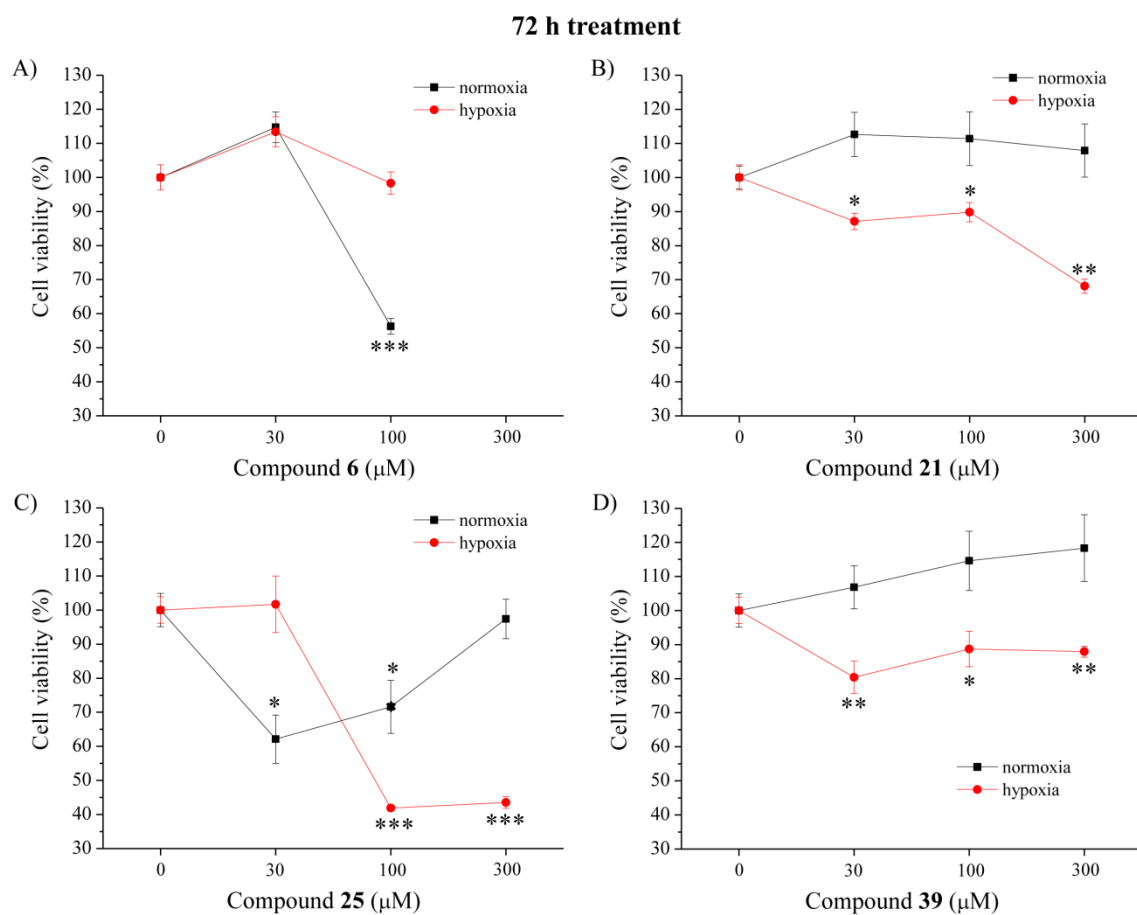 72 h treatment
A)
130
120
110
100
90
80
70
60
50
40
30
Cell viability (%)
normoxia
hypoxia
***
0 30 100 300
Compound 6 (μM)
B)
130
120
110
100
90
80
70
60
50
40
30
Cell viability (%)
normoxia
hypoxia
* * **
0 30 100 300
Compound 21 (μM)
C)
130
120
110
100
90
80
70
60
50
40
30
Cell viability (%)
normoxia
hypoxia
* *
*** ***
0 30 100 300
Compound 25 (μM)
D)
130
120
110
100
90
80
70
60
50
40
30
Cell viability (%)
** * **
normoxia
hypoxia
0 30 100 300
Compound 39 (μM)